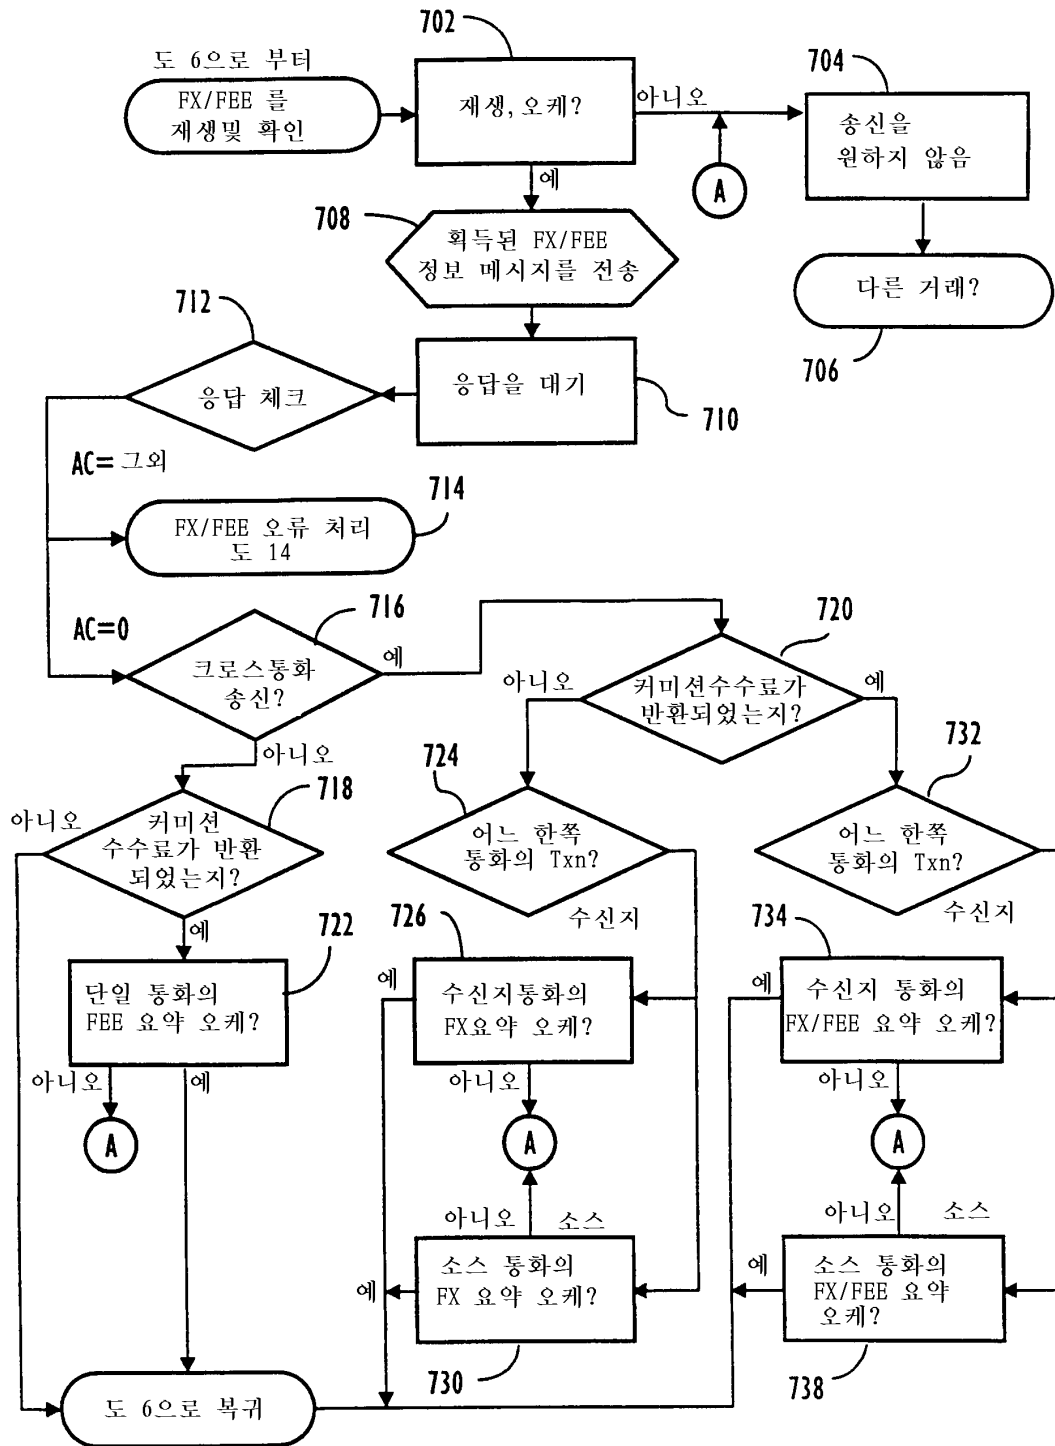 도 6으로 부터
FX/FEE 를
재생및 확인
702
재생,오케?
아니오
704
송신을
원하지 않음
A
예
708
획득된 FX/FEE
정보 메시지를 전송
다른 거래?
706
712
응답 체크
응답을 대기
710
AC= 그외
714
FX/FEE 오류 처리
도 14
AC=0
716
크로스통화
송신?
예
아니오
720
커미션수수료가
반환되었는지?
아니오
예
718
아니오
커미션
수수료가 반환
되었는지?
예
724
어느 한쪽
통화의 Txn?
수신지
732
어느 한쪽
통화의 Txn?
수신지
722
단일 통화의
FEE 요약 오케?
아니오
예
A
726
예
수신지통화의
FX요약 오케?
아니오
A
734
예
수신지 통화의
FX/FEE 요약 오케?
아니오
A
아니오
소스
예
소스 통화의
FX 요약 오케?
730
아니오
소스
예
소스 통화의
FX/FEE 요약
오케?
738
도 6으로 복귀